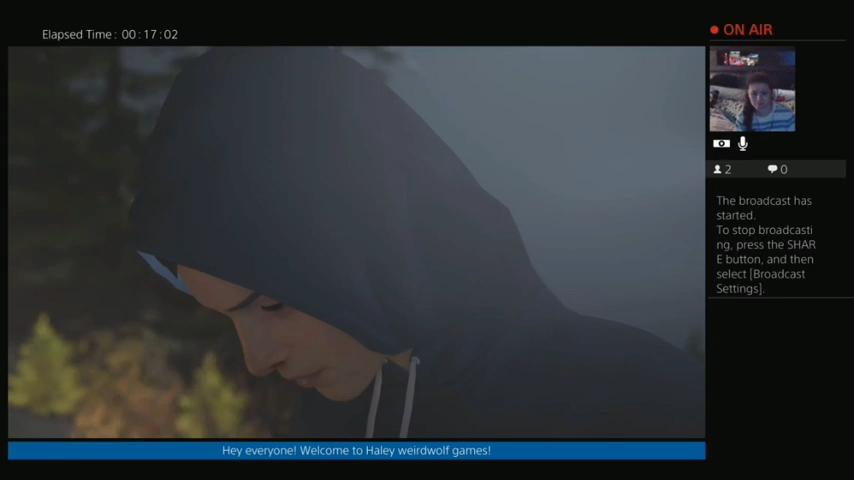 Elapsed Time : 00:17:02
ON AIR
2
0
The broadcast has
started.
To stop broadcasti
ng, press the SHAR
E button, and then
select [Broadcast
Settings].
Hey everyone! Welcome to Haley weirdwolf games!